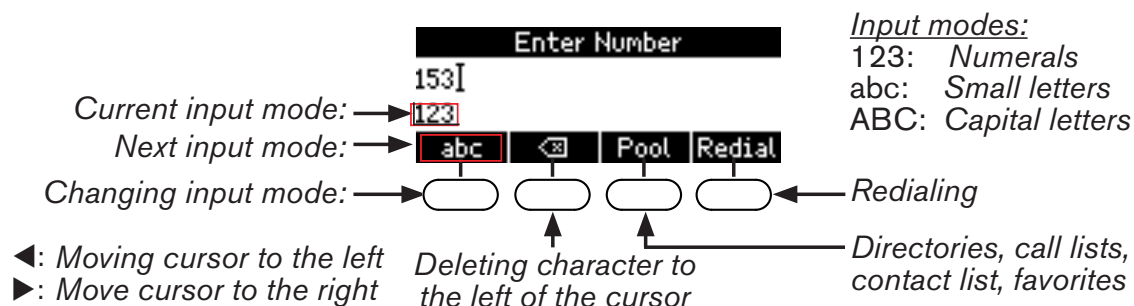 Enter Number
153
123
abc ⌫ Pool Redial
Current input mode:
Next input mode:
Changing input mode:
Input modes:
123: Numerals
abc: Small letters
ABC: Capital letters
Redialing
◀: Moving cursor to the left
▶: Move cursor to the right
Deleting character to
the left of the cursor
Directories, call lists,
contact list, favorites